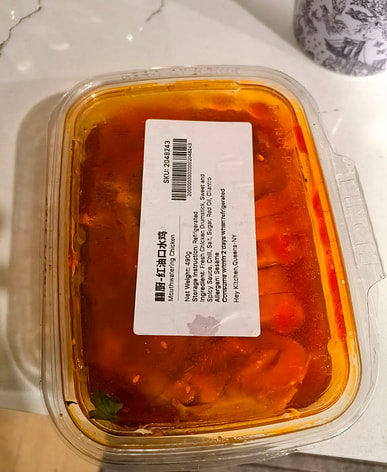 SKU: 2048243
2000000000002048243
囍厨-红油口水鸡
Mouthwatering Chicken
Net Weight: 490g
Storage Instruction: Refrigerated
Ingredient: Fresh Chicken Drumstick, Sweet and
Spicy Sauce, Chili, Salt, Sugar, Red Oil, Cilantro
Allergen: Sesame
Consume within 2 days when refrigerated
Hey Kitchen,Queens-NY